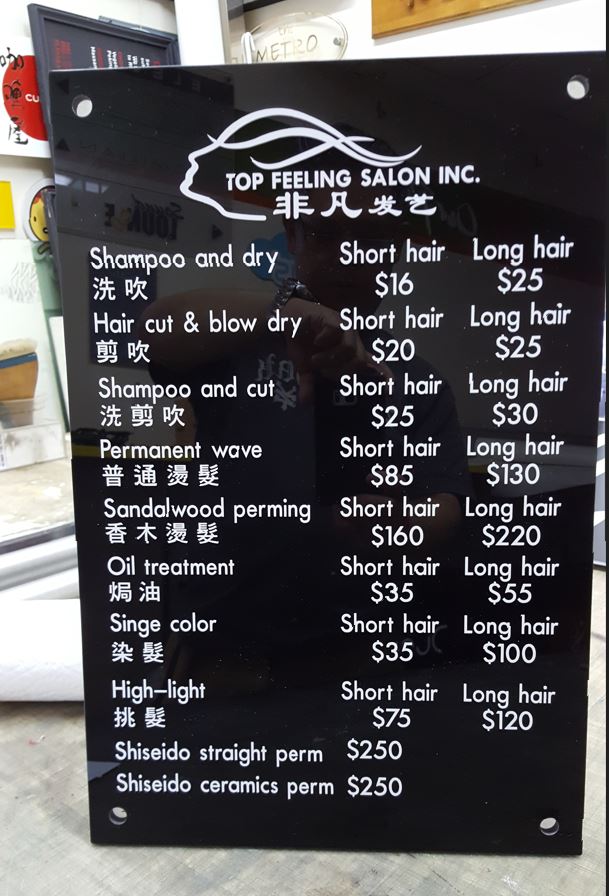 METRO
CU
TOP FEELING SALON INC.
非凡发艺
Shampoo and dry Short hair Long hair
洗吹 $16 $25
Hair cut & blow dry Short hair Long hair
剪吹 $20 $25
Shampoo and cut Short hair Long hair
洗剪吹 $25 $30
Permanent wave Short hair Long hair
普通燙髮 $85 $130
Sandalwood perming Short hair Long hair
香木燙髮 $160 $220
Oil treatment Short hair Long hair
焗油 $35 $55
Singe color Short hair Long hair
染髮 $35 $100
High-light Short hair Long hair
挑髮 $75 $120
Shiseido straight perm $250
Shiseido ceramics perm $250